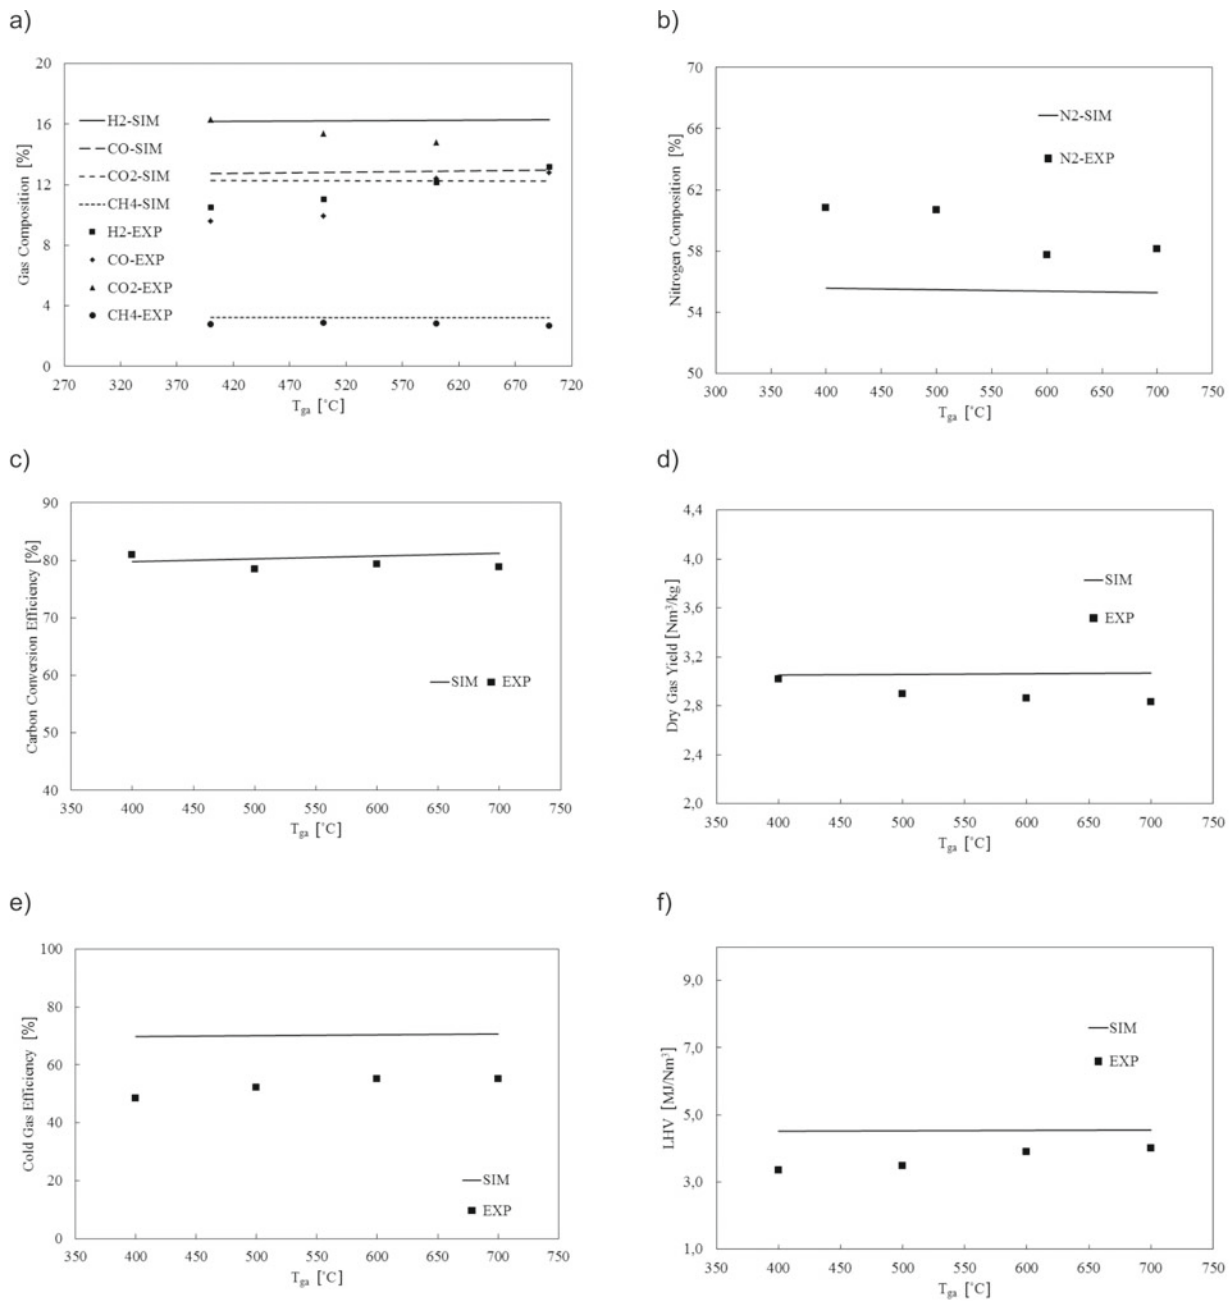 a)
Gas Composition [%]
20
16
12
8
4
0
H2-SIM
CO-SIM
CO2-SIM
CH4-SIM
H2-EXP
CO-EXP
CO2-EXP
CH4-EXP
270 320 370 420 470 520 570 620 670 720
Tga [°C]
b)
Nitrogen Composition [%]
70
66
62
58
54
50
N2-SIM
N2-EXP
300 350 400 450 500 550 600 650 700 750
Tga [°C]
c)
Carbon Conversion Efficiency [%]
90
80
70
60
50
40
SIM EXP
350 400 450 500 550 600 650 700 750
Tga [°C]
d)
Dry Gas Yield [Nm³/kg]
4,4
4,0
3,6
3,2
2,8
2,4
2,0
SIM
EXP
350 400 450 500 550 600 650 700 750
Tga [°C]
e)
Cold Gas Efficiency [%]
100
80
60
40
20
0
SIM
EXP
350 400 450 500 550 600 650 700 750
Tga [°C]
f)
LHV [MJ/Nm³]
9,0
7,0
5,0
3,0
1,0
SIM
EXP
350 400 450 500 550 600 650 700 750
Tga [°C]